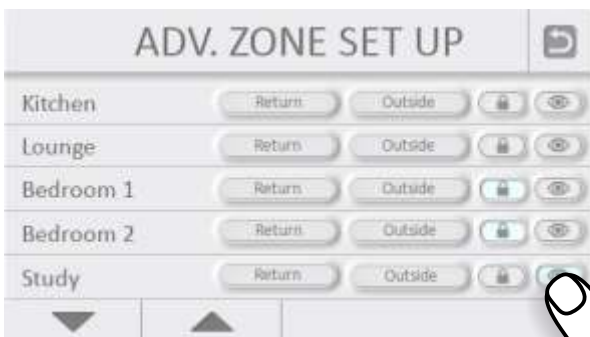 ADV. ZONE SET UP
Kitchen Return Outside
Lounge Return Outside
Bedroom 1 Return Outside
Bedroom 2 Return Outside
Study Return Outside